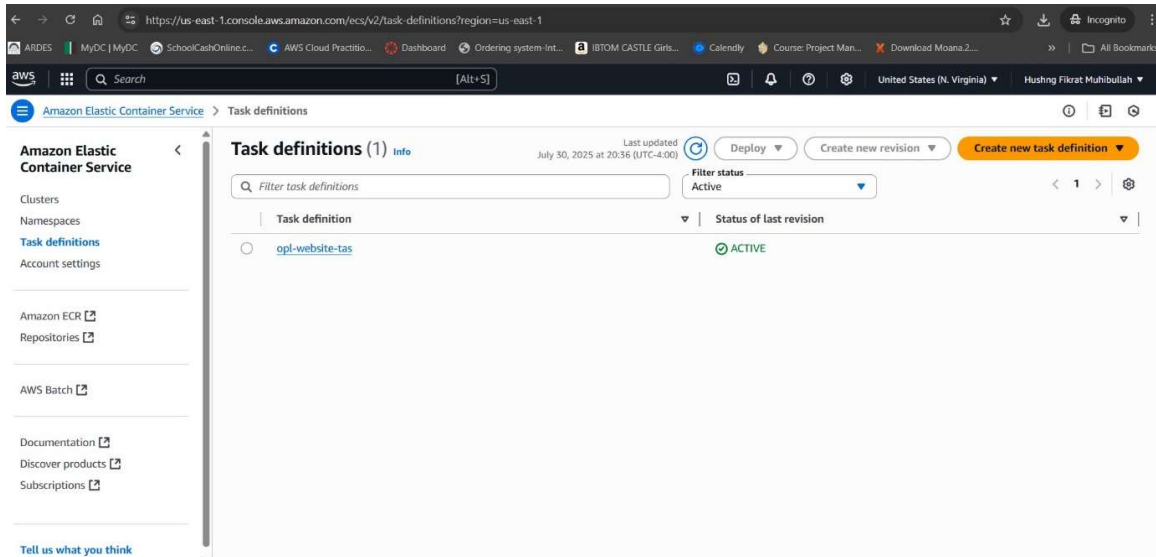 https://us-east-1.console.aws.amazon.com/ecs/v2/task-definitions?region=us-east-1
Incognito
ARDES
MyDC | MyDC
SchoolCashOnline.c...
AWS Cloud Practitio...
Dashboard
Ordering system-Int...
IBTOM CASTLE Girls...
Calendly
Course: Project Man...
Download Moana.2....
»
All Bookmarks
aws
Search
[Alt+S]
United States (N. Virginia)
Hushng Fikrat Muhibullah
Amazon Elastic Container Service > Task definitions
Amazon Elastic
Container Service
Clusters
Namespaces
Task definitions
Account settings
Amazon ECR
Repositories
AWS Batch
Documentation
Discover products
Subscriptions
Tell us what you think
Task definitions (1) Info
Last updated
July 30, 2025 at 20:36 (UTC-4:00)
Deploy
Create new revision
Create new task definition
Filter task definitions
Filter status
Active
< 1 >
Task definition
Status of last revision
opl-website-tas
ACTIVE